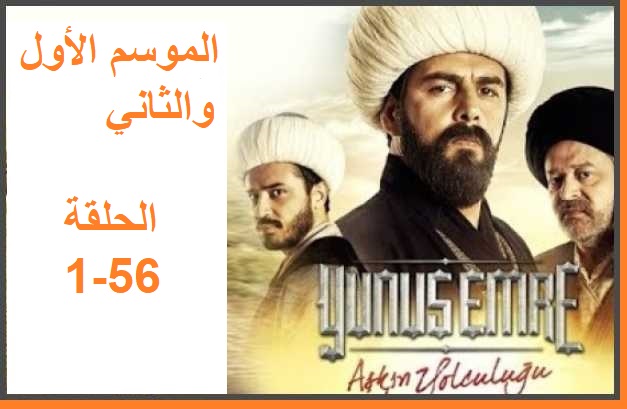 الموسم الأول
والثاني
الحلقة
1-56
YUNUS EMRE
Aşkın Yolculuğu